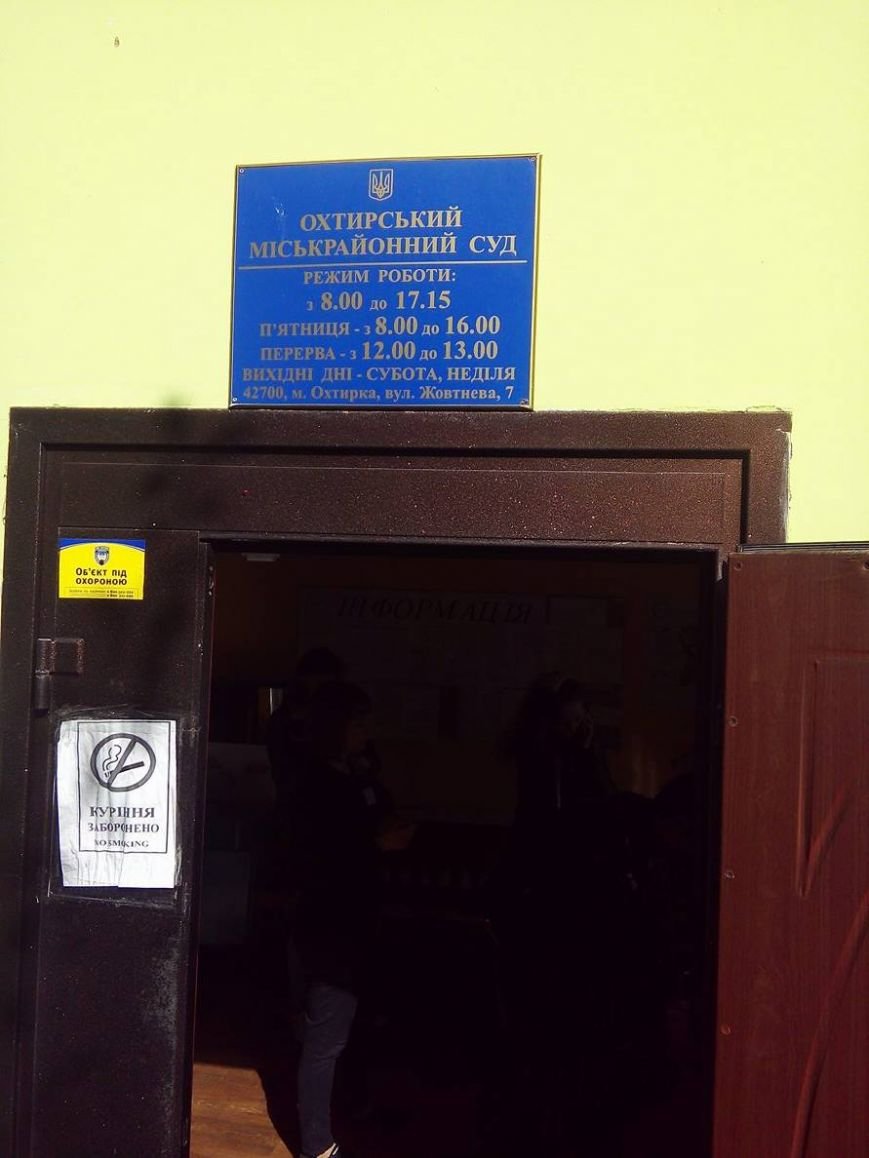 ОХТИРСЬКИЙ
МІСЬКРАЙОННИЙ СУД
РЕЖИМ РОБОТИ:
з 8.00 до 17.15
П'ЯТНИЦЯ - з 8.00 до 16.00
ПЕРЕРВА - з 12.00 до 13.00
ВИХІДНІ ДНІ - СУБОТА, НЕДІЛЯ
42700, м. Охтирка, вул. Жовтнева, 7
ОБ'ЄКТ ПІД
ОХОРОНОЮ
ІНФОРМАЦІЯ
КУРІННЯ
ЗАБОРОНЕНО
NO SMOKING